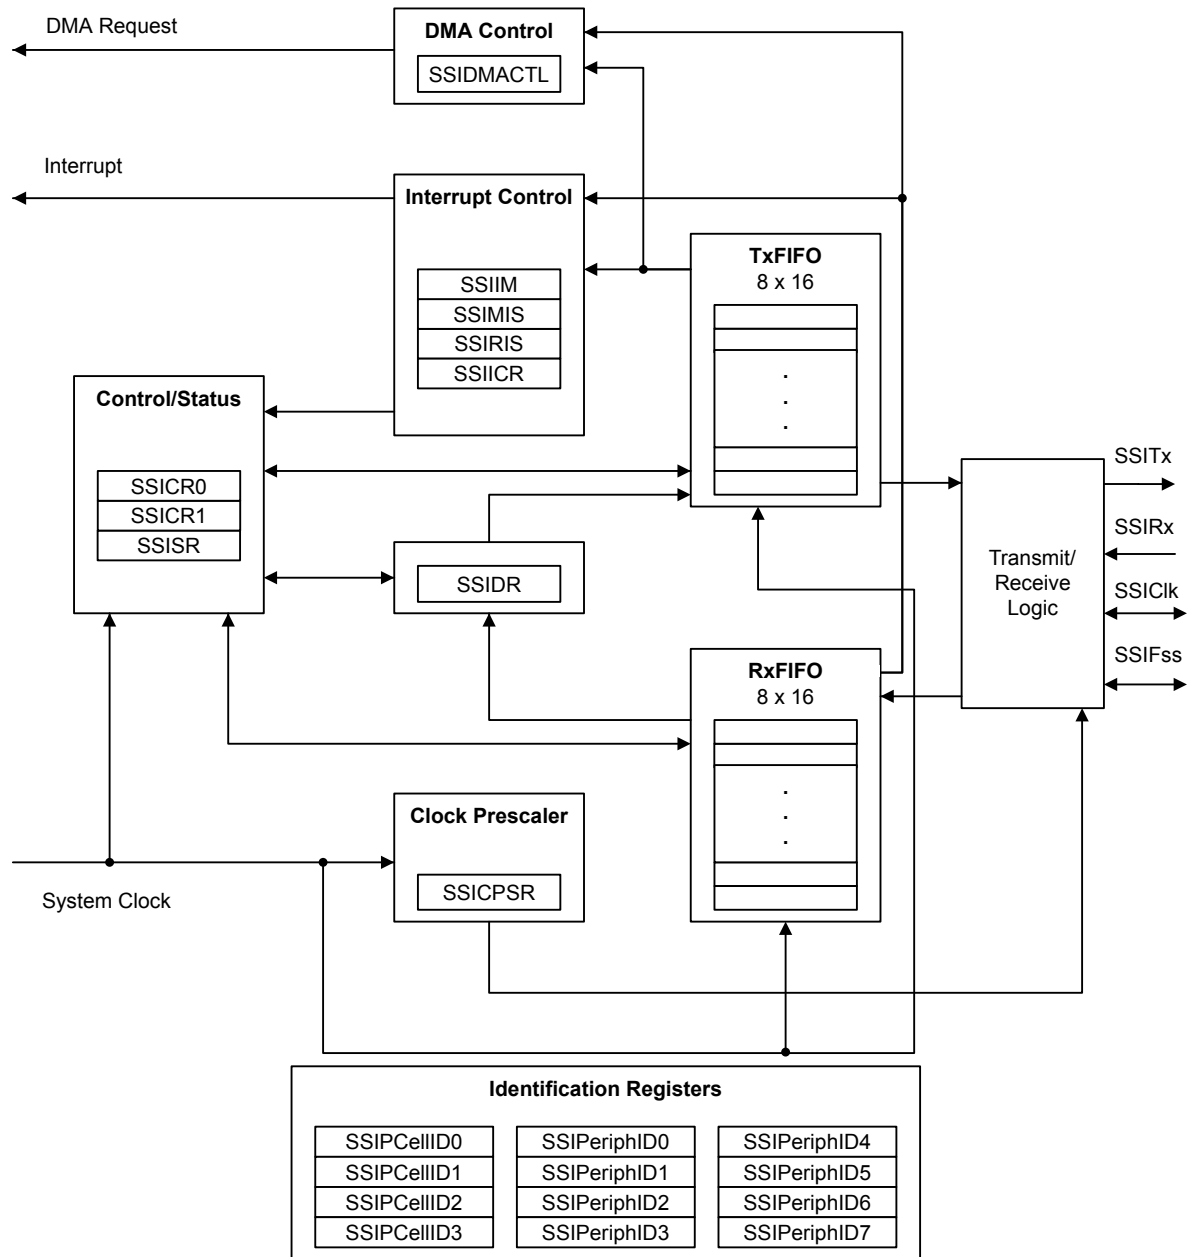 DMA Request
DMA Control
SSIDMACTL
Interrupt
Interrupt Control
SSIIM
SSIMIS
SSIRIS
SSIICR
TxFIFO
8 x 16
.
.
.
Control/Status
SSICR0
SSICR1
SSISR
SSIDR
Transmit/
Receive
Logic
SSITx
SSIRx
SSIClk
SSIFss
RxFIFO
8 x 16
.
.
.
Clock Prescaler
SSICPSR
System Clock
Identification Registers
SSIPCellID0
SSIPCellID1
SSIPCellID2
SSIPCellID3
SSIPeriphID0
SSIPeriphID1
SSIPeriphID2
SSIPeriphID3
SSIPeriphID4
SSIPeriphID5
SSIPeriphID6
SSIPeriphID7